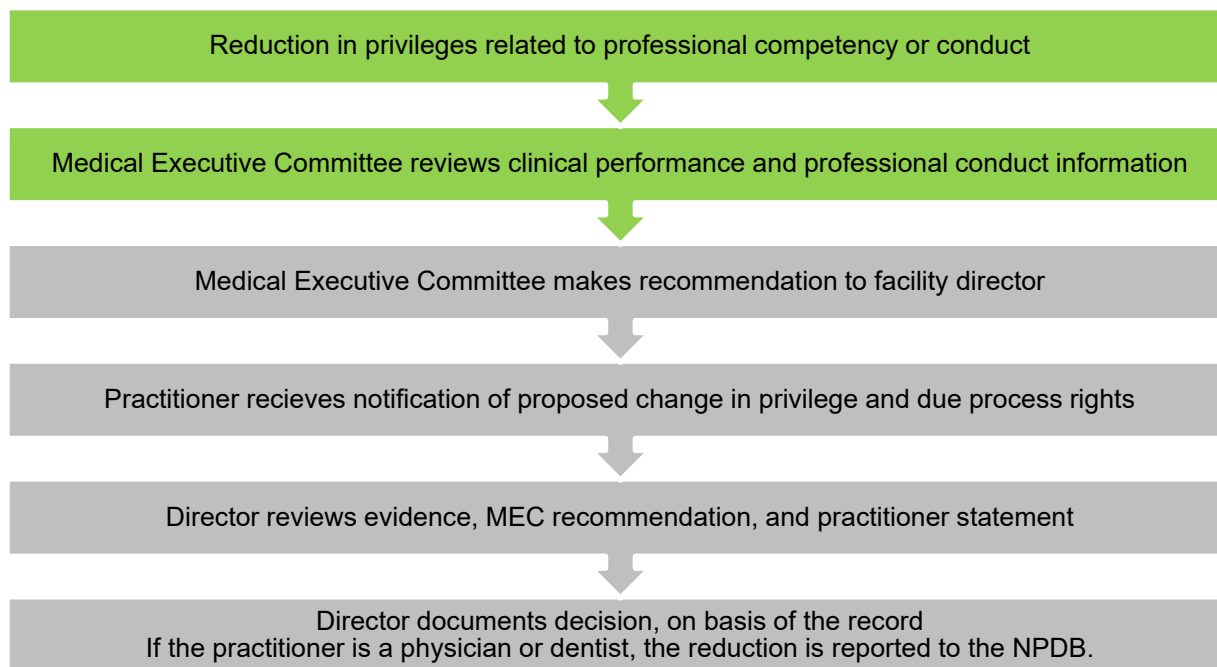 Reduction in privileges related to professional competency or conduct
Medical Executive Committee reviews clinical performance and professional conduct information
Medical Executive Committee makes recommendation to facility director
Practitioner recieves notification of proposed change in privilege and due process rights
Director reviews evidence, MEC recommendation, and practitioner statement
Director documents decision, on basis of the record
If the practitioner is a physician or dentist, the reduction is reported to the NPDB.